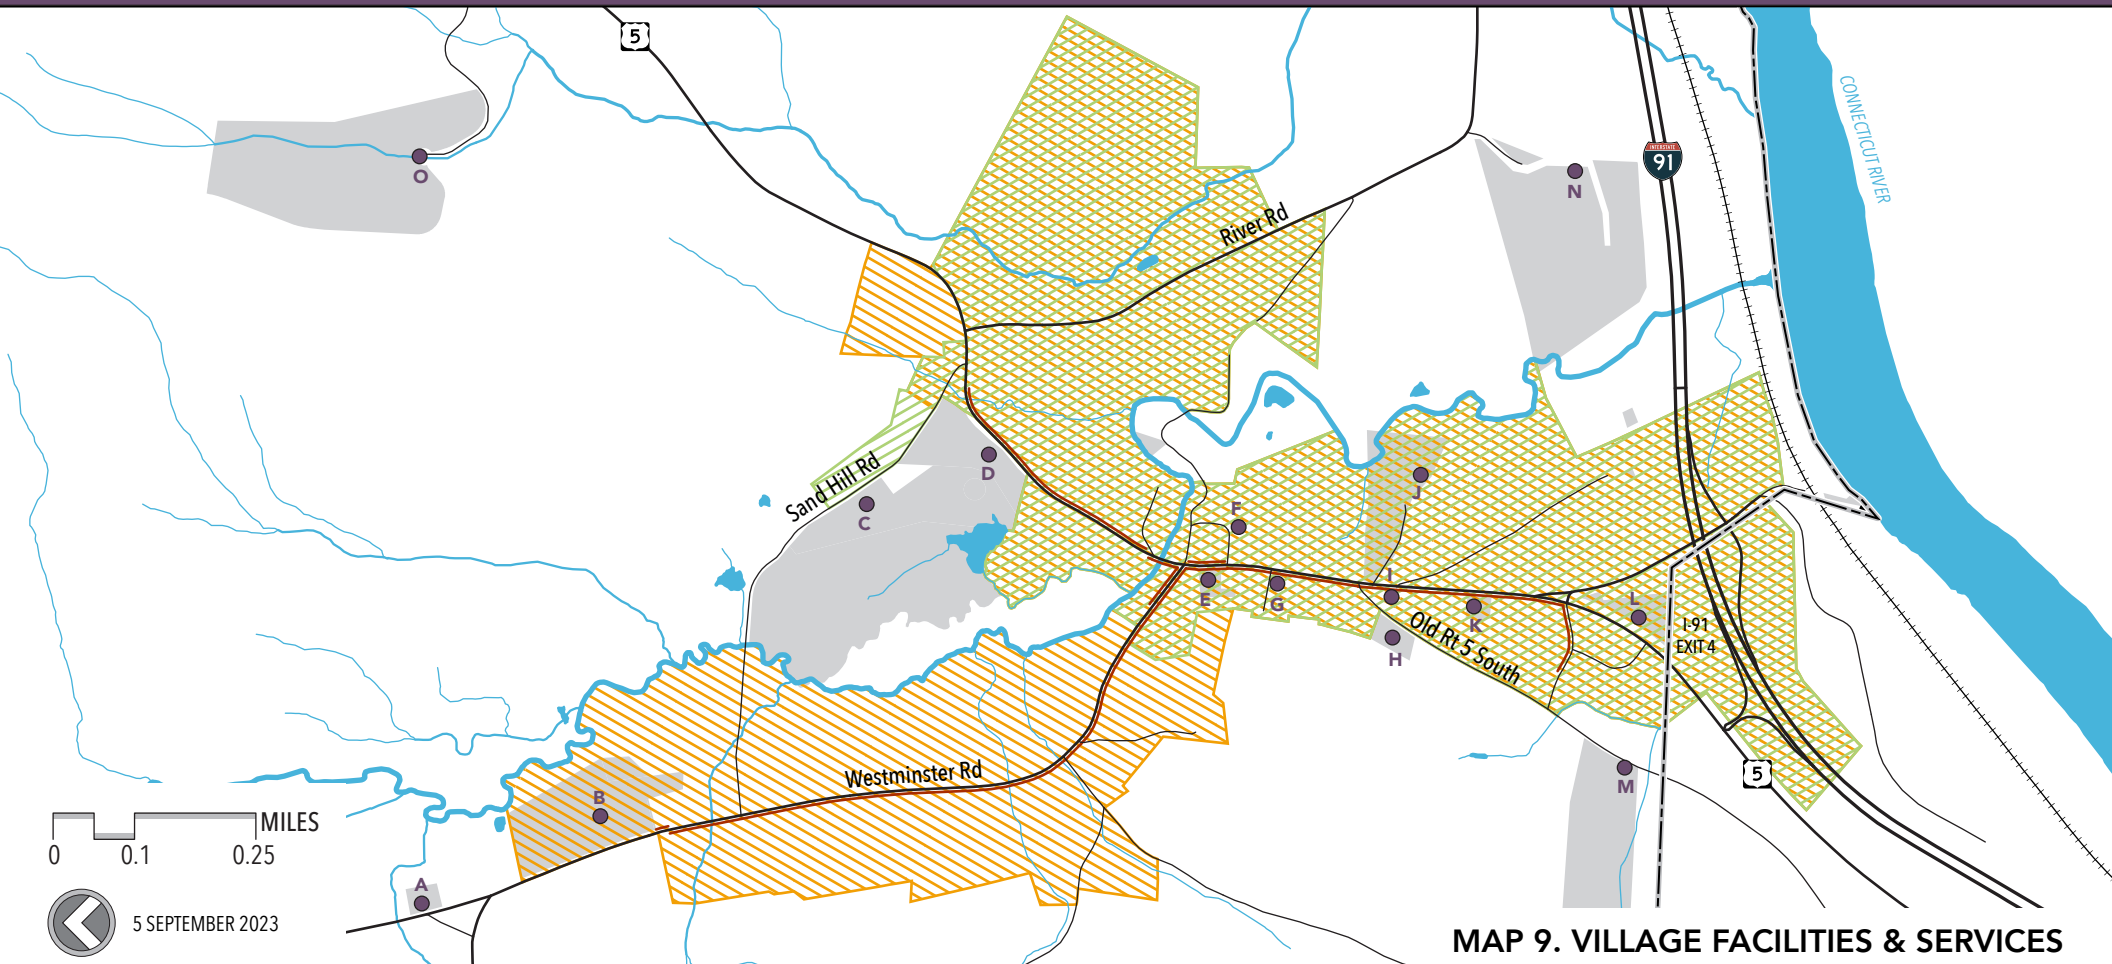 5
CONNECTICUT RIVER
INTERSTATE
91
O
N
River Rd
D
Sand Hill Rd
C
F
J
E
G
I
K
L
H
Old Rt 5 South
I-91
EXIT 4
M
5
Westminster Rd
B
A
MILES
0 0.1 0.25
5 SEPTEMBER 2023
MAP 9. VILLAGE FACILITIES & SERVICES